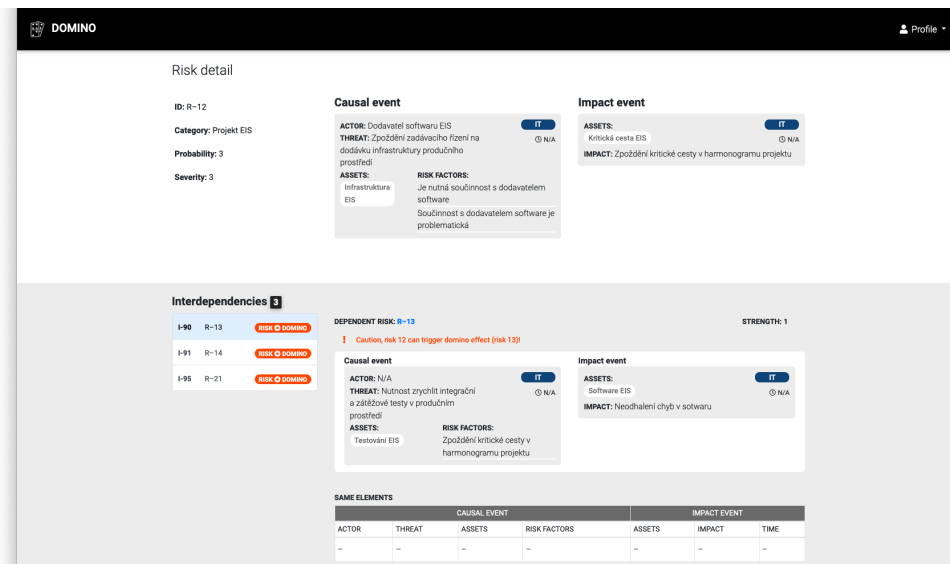 DOMINO
Profile
Risk detail
ID: R–12
Category: Projekt EIS
Probability: 3
Severity: 3
Causal event
ACTOR: Dodavatel softwaru EIS
IT
THREAT: Zpoždění zadávacího řízení na
N/A
dodávku infrastruktury produčního
prostředí
ASSETS:
Infrastruktura
EIS
RISK FACTORS:
Je nutná součinnost s dodavatelem
software
Součinnost s dodavatelem software je
problematická
Impact event
ASSETS:
IT
Kritická cesta EIS
N/A
IMPACT: Zpoždění kritické cesty v harmonogramu projektu
Interdependencies 3
I-90 R–13 RISK DOMINO
I-91 R–14 RISK DOMINO
I-95 R–21 RISK DOMINO
DEPENDENT RISK: R–13
STRENGTH: 1
! Caution, risk 12 can trigger domino effect (risk 13)!
Causal event
ACTOR: N/A
IT
THREAT: Nutnost zrychlit integrační
N/A
a zátěžové testy v produčním
prostředí
ASSETS:
Testování EIS
RISK FACTORS:
Zpoždění kritické cesty v
harmonogramu projektu
Impact event
ASSETS:
IT
Software EIS
N/A
IMPACT: Neodhalení chyb v sotwaru
SAME ELEMENTS
CAUSAL EVENT IMPACT EVENT
ACTOR THREAT ASSETS RISK FACTORS ASSETS IMPACT TIME
– – – – – – –